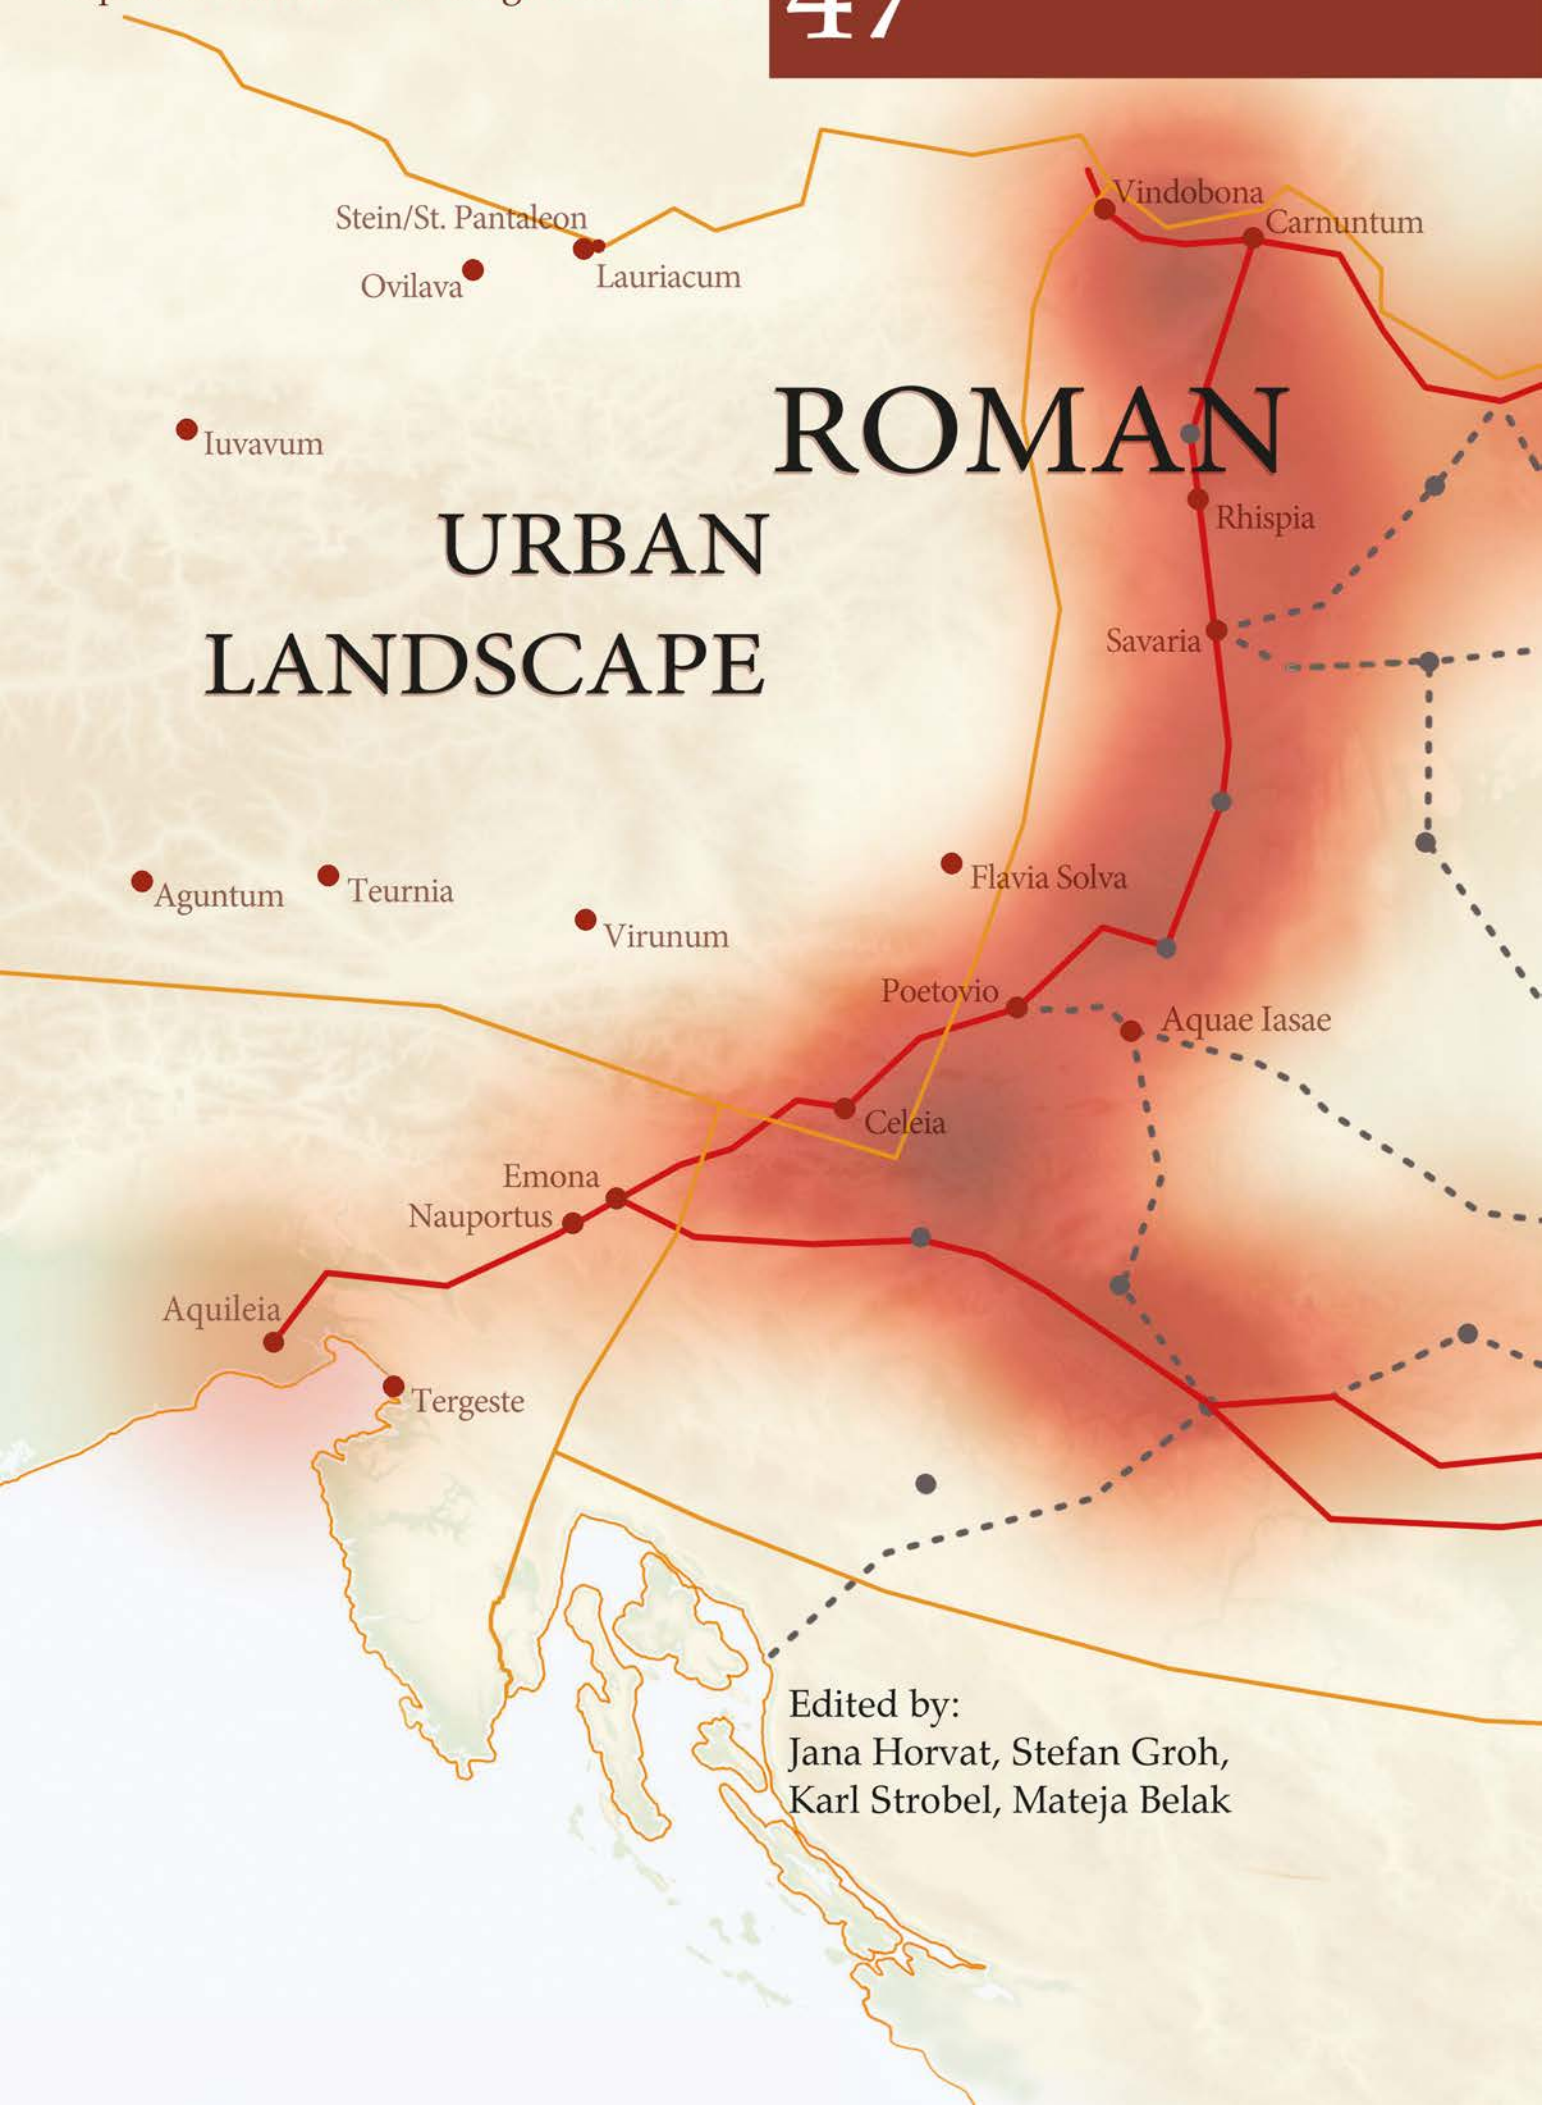 47
Stein/St. Pantaleon
Vindobona
Carnuntum
Ovilava
Lauriacum
ROMAN
Iuvavum
Rhispia
URBAN
LANDSCAPE
Savaria
Flavia Solva
Aguntum
Teurnia
Virunum
Poetovio
Aquae Iasae
Celeia
Emona
Nauportus
Aquileia
Tergeste
Edited by:
Jana Horvat, Stefan Groh,
Karl Strobel, Mateja Belak